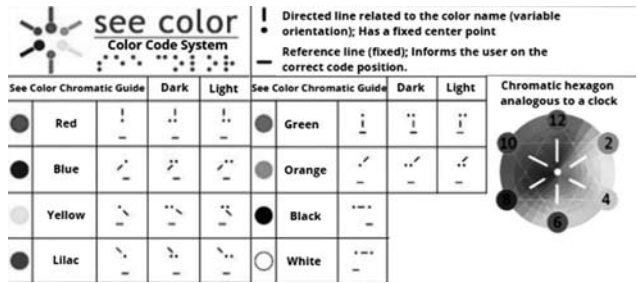 see color
Color Code System
Directed line related to the color name (variable
orientation); Has a fixed center point
Reference line (fixed); Informs the user on the
correct code position.
See Color Chromatic Guide Dark Light
Red
Blue
Yellow
Lilac
See Color Chromatic Guide Dark Light
Green
Orange
Black
White
Chromatic hexagon
analogous to a clock
12
10 2
8 4
6